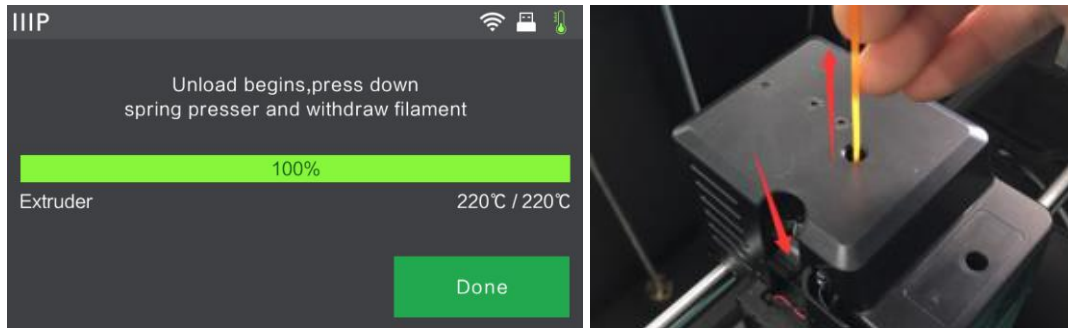 IIIP
Unload begins,press down
spring presser and withdraw filament
100%
Extruder 220℃ / 220℃
Done